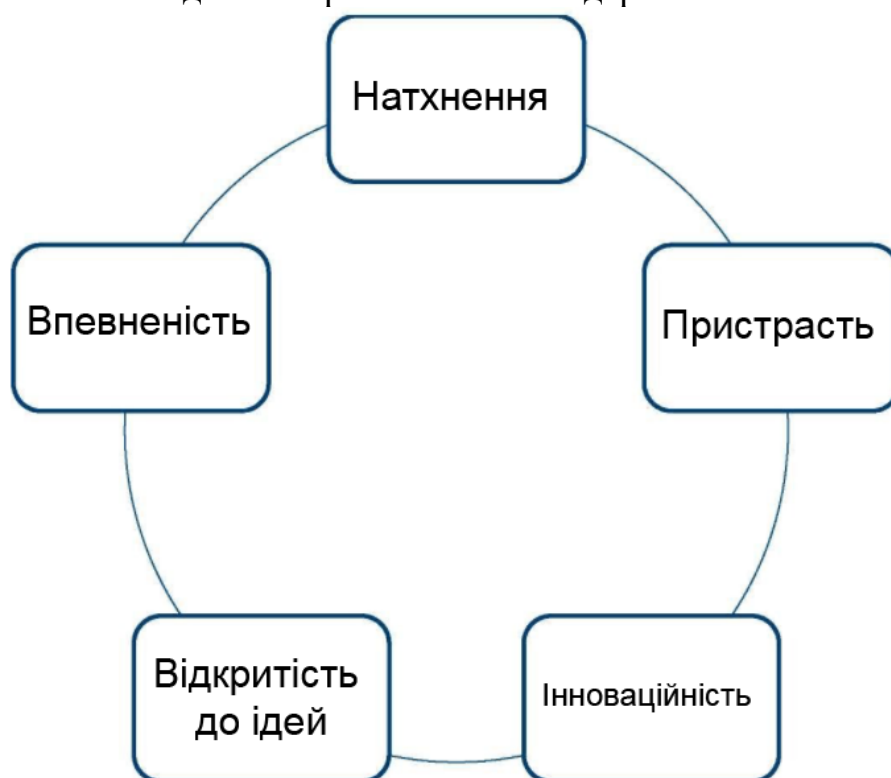 Натхнення
Пристрасть
Інноваційність
Відкритість
до ідей
Впевненість